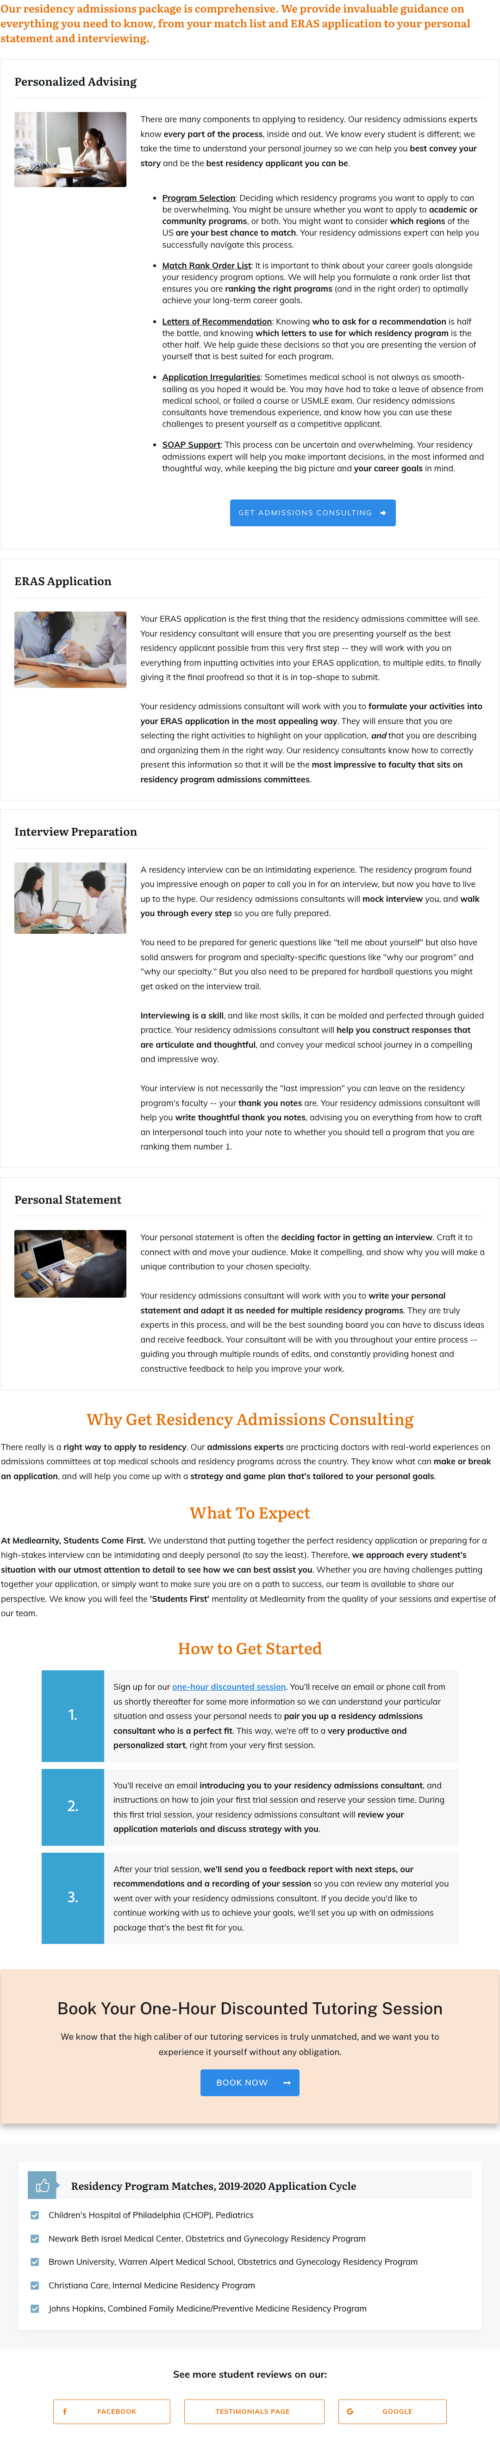 Our residency admissions package is comprehensive. We provide invaluable guidance on
everything you need to know, from your match list and ERAS application to your personal
statement and interviewing.
Personalized Advising
There are many components to applying to residency. Our residency admissions experts
know every part of the process, inside and out. We know every student is different; we
take the time to understand your personal journey so we can help you best convey your
story and be the best residency applicant you can be.
• Program Selection: Deciding which residency programs you want to apply to can
be overwhelming. You might be unsure whether you want to apply to academic or
community programs, or both. You might want to consider which regions of the
US are your best chance to match. Your residency admissions expert can help you
successfully navigate this process.
• Match Rank Order List: It is important to think about your career goals alongside
your residency program options. We will help you formulate a rank order list that
ensures you are ranking the right programs (and in the right order) to optimally
achieve your long-term career goals.
• Letters of Recommendation: Knowing who to ask for a recommendation is half
the battle, and knowing which letters to use for which residency program is the
other half. We help guide these decisions so that you are presenting the version of
yourself that is best suited for each program.
• Application Irregularities: Sometimes medical school is not always as smooth-
sailing as you hoped it would be. You may have had to take a leave of absence from
medical school, or failed a course or USMLE exam. Our residency admissions
consultants have tremendous experience, and know how you can use these
challenges to present yourself as a competitive applicant.
• SOAP Support: This process can be uncertain and overwhelming. Your residency
admissions expert will help you make important decisions, in the most informed and
thoughtful way, while keeping the big picture and your career goals in mind.
GET ADMISSIONS CONSULTING
ERAS Application
Your ERAS application is the first thing that the residency admissions committee will see.
Your residency consultant will ensure that you are presenting yourself as the best
residency applicant possible from this very first step -- they will work with you on
everything from inputting activities into your ERAS application, to multiple edits, to finally
giving it the final proofread so that it is in top-shape to submit.
Your residency admissions consultant will work with you to formulate your activities into
your ERAS application in the most appealing way. They will ensure that you are
selecting the right activities to highlight on your application, and that you are describing
and organizing them in the right way. Our residency consultants know how to correctly
present this information so that it will be the most impressive to faculty that sits on
residency program admissions committees.
Interview Preparation
A residency interview can be an intimidating experience. The residency program found
you impressive enough on paper to call you in for an interview, but now you have to live
up to the hype. Our residency admissions consultants will mock interview you, and walk
you through every step so you are fully prepared.
You need to be prepared for generic questions like "tell me about yourself" but also have
solid answers for program and specialty-specific questions like "why our program" and
"why our specialty." But you also need to be prepared for hardball questions you might
get asked on the interview trail.
Interviewing is a skill, and like most skills, it can be molded and perfected through guided
practice. Your residency admissions consultant will help you construct responses that
are articulate and thoughtful, and convey your medical school journey in a compelling
and impressive way.
Your interview is not necessarily the "last impression" you can leave on the residency
program's faculty -- your thank you notes are. Your residency admissions consultant will
help you write thoughtful thank you notes, advising you on everything from how to craft
an interpersonal touch into your note to whether you should tell a program that you are
ranking them number 1.
Personal Statement
Your personal statement is often the deciding factor in getting an interview. Craft it to
connect with and move your audience. Make it compelling, and show why you will make a
unique contribution to your chosen specialty.
Your residency admissions consultant will work with you to write your personal
statement and adapt it as needed for multiple residency programs. They are truly
experts in this process, and will be the best sounding board you can have to discuss ideas
and receive feedback. Your consultant will be with you throughout your entire process --
guiding you through multiple rounds of edits, and constantly providing honest and
constructive feedback to help you improve your work.
Why Get Residency Admissions Consulting
There really is a right way to apply to residency. Our admissions experts are practicing doctors with real-world experiences on
admissions committees at top medical schools and residency programs across the country. They know what can make or break
an application, and will help you come up with a strategy and game plan that's tailored to your personal goals.
What To Expect
At Medlearnity, Students Come First. We understand that putting together the perfect residency application or preparing for a
high-stakes interview can be intimidating and deeply personal (to say the least). Therefore, we approach every student's
situation with our utmost attention to detail to see how we can best assist you. Whether you are having challenges putting
together your application, or simply want to make sure you are on a path to success, our team is available to share our
perspective. We know you will feel the 'Students First' mentality at Medlearnity from the quality of your sessions and expertise of
our team.
How to Get Started
1.
Sign up for our one-hour discounted session. You'll receive an email or phone call from
us shortly thereafter for some more information so we can understand your particular
situation and assess your personal needs to pair you up a residency admissions
consultant who is a perfect fit. This way, we're off to a very productive and
personalized start, right from your very first session.
2.
You'll receive an email introducing you to your residency admissions consultant, and
instructions on how to join your first trial session and reserve your session time. During
this first trial session, your residency admissions consultant will review your
application materials and discuss strategy with you.
3.
After your trial session, we'll send you a feedback report with next steps, our
recommendations and a recording of your session so you can review any material you
went over with your residency admissions consultant. If you decide you'd like to
continue working with us to achieve your goals, we'll set you up with an admissions
package that's the best fit for you.
Book Your One-Hour Discounted Tutoring Session
We know that the high caliber of our tutoring services is truly unmatched, and we want you to
experience it yourself without any obligation.
BOOK NOW
Residency Program Matches, 2019-2020 Application Cycle
Children's Hospital of Philadelphia (CHOP), Pediatrics
Newark Beth Israel Medical Center, Obstetrics and Gynecology Residency Program
Brown University, Warren Alpert Medical School, Obstetrics and Gynecology Residency Program
Christiana Care, Internal Medicine Residency Program
Johns Hopkins, Combined Family Medicine/Preventive Medicine Residency Program
See more student reviews on our:
FACEBOOK
TESTIMONIALS PAGE
GOOGLE